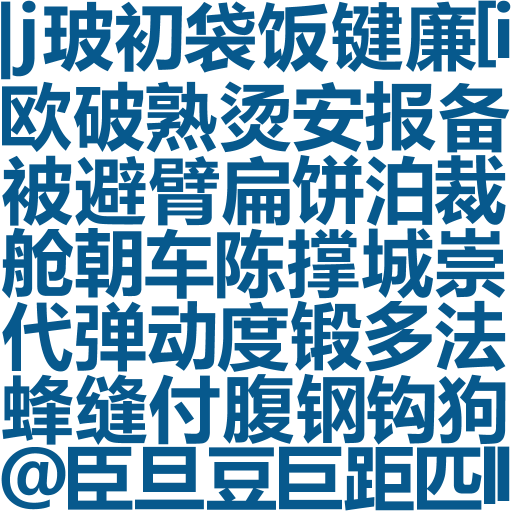 |j玻初袋饭键廉[i
欧破熟烫安报备
被避臂扁饼泊裁
舱朝车陈撑城崇
代弹动度锻多法
蜂缝付腹钢钩狗
@臣旦豆巨距匹||